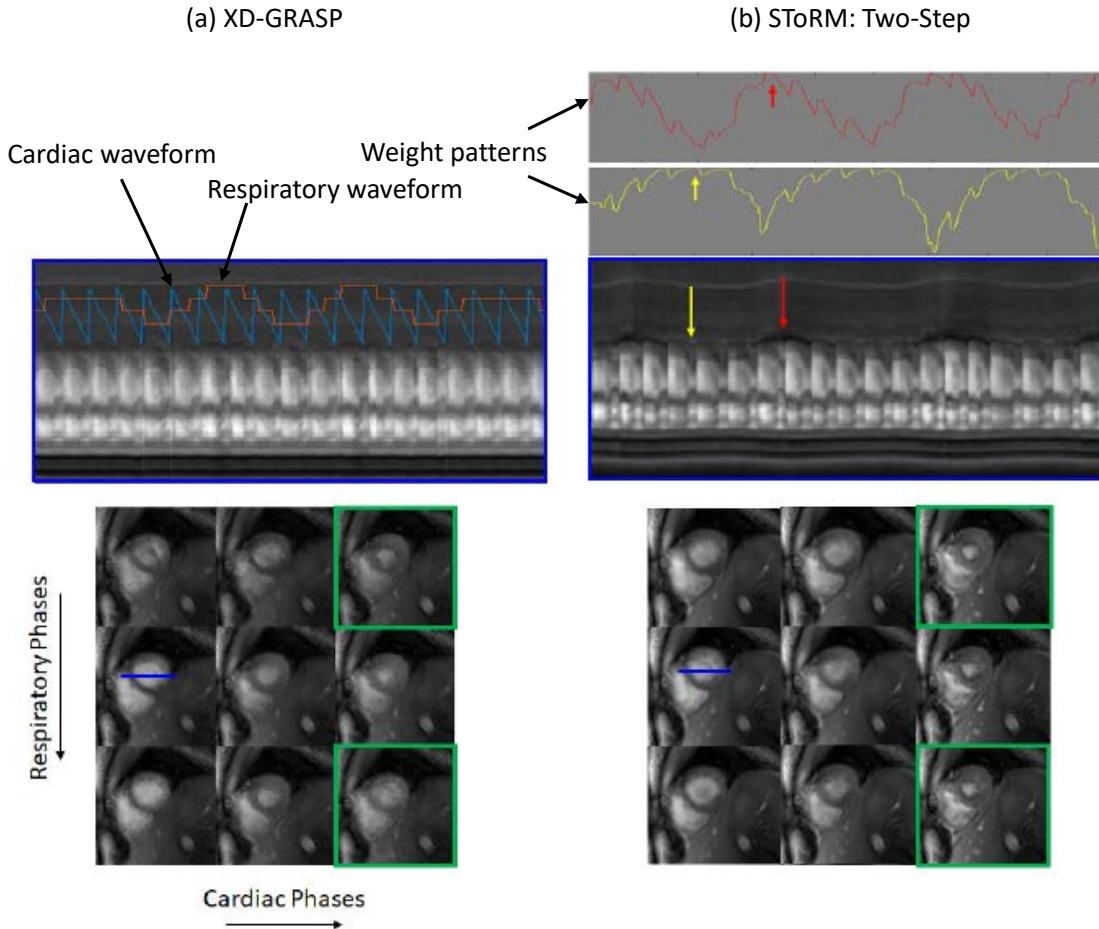 (a) XD-GRASP
(b) SToRM: Two-Step
Cardiac waveform
Respiratory waveform
Weight patterns
Respiratory Phases
Cardiac Phases